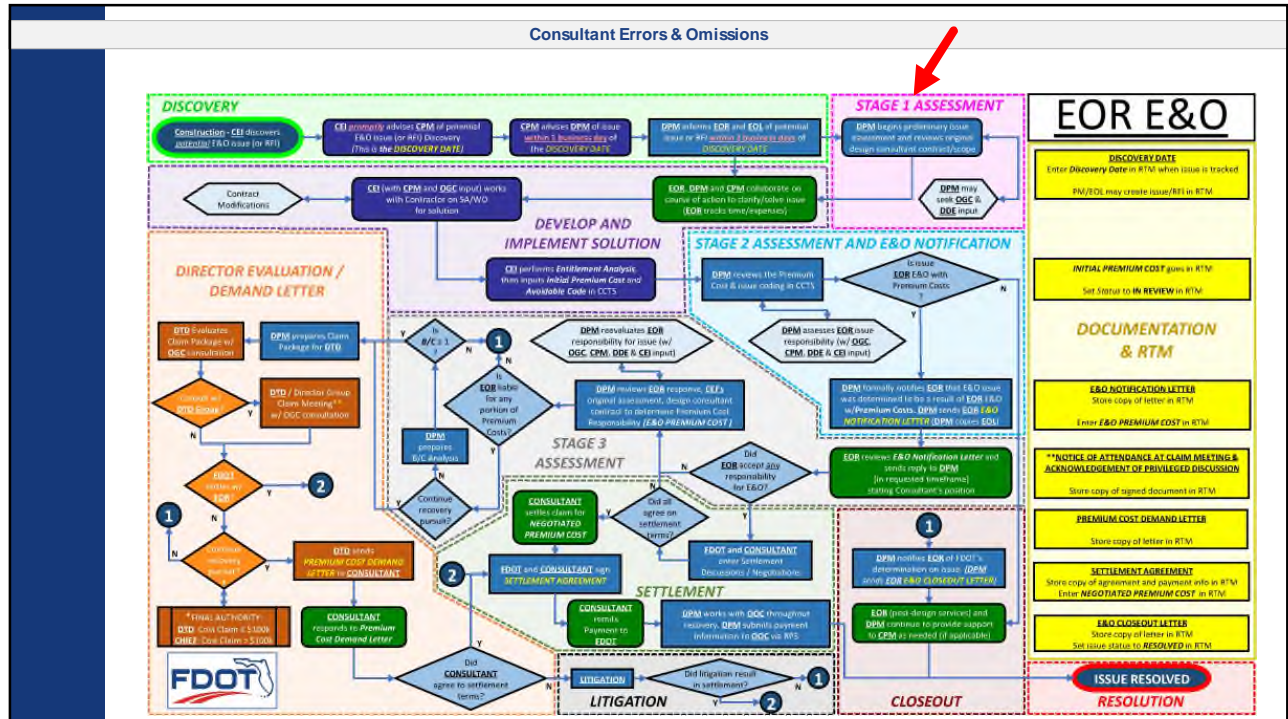 Consultant Errors & Omissions
DISCOVERY
Construction - CEI discovers
potential E&O issue (or RFI)
CEI promptly advises CPM of potential
E&O issue (or RFI) Discovery
(This is the DISCOVERY DATE)
CPM advises DPM of issue
within 1 business day of
the DISCOVERY DATE
DPM informs EOR and EOL of potential
issue or RFI within 2 business days of
DISCOVERY DATE
STAGE 1 ASSESSMENT
DPM begins preliminary issue
assessment and reviews original
design consultant contract/scope
DPM may
seek OGC &
DDE input
Contract
Modifications
CEI (with CPM and OGC input) works
with Contractor on SA/WO
for solution
EOR, DPM and CPM collaborate on
course of action to clarify/solve issue
(EOR tracks time/expenses)
DEVELOP AND
IMPLEMENT SOLUTION
CEI performs Entitlement Analysis,
then inputs Initial Premium Cost and
Avoidable Code in CCTS
STAGE 2 ASSESSMENT AND E&O NOTIFICATION
DPM reviews the Premium
Cost & issue coding in CCTS
Is issue
EOR E&O with
Premium Costs
?
Y
N
DPM assesses EOR issue
responsibility (w/ OGC,
CPM, DDE & CEI input)
DPM formally notifies EOR that E&O issue
was determined to be a result of EOR E&O
w/Premium Costs. DPM sends EOR E&O
NOTIFICATION LETTER (DPM copies EOL)
DIRECTOR EVALUATION /
DEMAND LETTER
DTD Evaluates
Claim Package w/
OGC consultation
DPM prepares Claim
Package for DTD
Consult w/
DTD Group?
Y
N
DTD / Director Group
Claim Meeting**
w/ OGC consultation
FDOT
settles w/
EOR?
Y
2
N
1
N
Continue
recovery
pursuit?
Y
DTD sends
PREMIUM COST DEMAND
LETTER to CONSULTANT
*FINAL AUTHORITY:
CONSULTANT
responds to Premium
Cost Demand Letter
FDOT
Is
B/C ≥ 1
?
Y
N
1
N
Is
EOR liable
for any
portion of
Premium
Costs?
Y
DPM
prepares
B/C Analysis
Y
Continue
recovery
pursuit?
N
DPM reevaluates EOR
responsibility for issue (w/
OGC, CPM, DDE & CEI input)
DPM reviews EOR response, CEI's
original assessment, design consultant
contract to determine Premium Cost
Responsibility (E&O PREMIUM COST)
STAGE 3
ASSESSMENT
N
Did
EOR accept any
responsibility
for E&O?
Y
EOR reviews E&O Notification Letter and
sends reply to DPM
(in requested timeframe)
stating Consultant's position
CONSULTANT
settles claim for
NEGOTIATED
PREMIUM COST
Y
Did all
agree on
settlement
terms?
N
FDOT and CONSULTANT
enter Settlement
Discussions / Negotiations
2
FDOT and CONSULTANT sign
SETTLEMENT AGREEMENT
SETTLEMENT
CONSULTANT
remits
Payment to
FDOT
DPM works with OGC throughout
recovery. DPM submits payment
1
DPM notifies EOR of FDOT's
determination on issue. (DPM
sends EOR E&O CLOSEOUT LETTER)
EOR (post-design services) and
DPM continue to provide support
to CPM as needed (if applicable)
CLOSEOUT
Y
Did
CONSULTANT
agree to settlement
terms?
N
LITIGATION
LITIGATION
Did litigation result
in settlement?
N
1
Y
2
EOR E&O
DISCOVERY DATE
Enter Discovery Date in RTM when issue is tracked
PM/EOL may create issue/RFI in RTM
INITIAL PREMIUM COST goes in RTM
Set Status to IN REVIEW in RTM
DOCUMENTATION
& RTM
E&O NOTIFICATION LETTER
Store copy of letter in RTM
Enter E&O PREMIUM COST in RTM
**NOTICE OF ATTENDANCE AT CLAIM MEETING &
ACKNOWLEDGEMENT OF PRIVILEGED DISCUSSION
Store copy of signed document in RTM
PREMIUM COST DEMAND LETTER
Store copy of letter in RTM
SETTLEMENT AGREEMENT
Store copy of agreement and payment info in RTM
Enter NEGOTIATED PREMIUM COST in RTM
E&O CLOSEOUT LETTER
Store copy of letter in RTM
Set issue status to RESOLVED in RTM
ISSUE RESOLVED
RESOLUTION